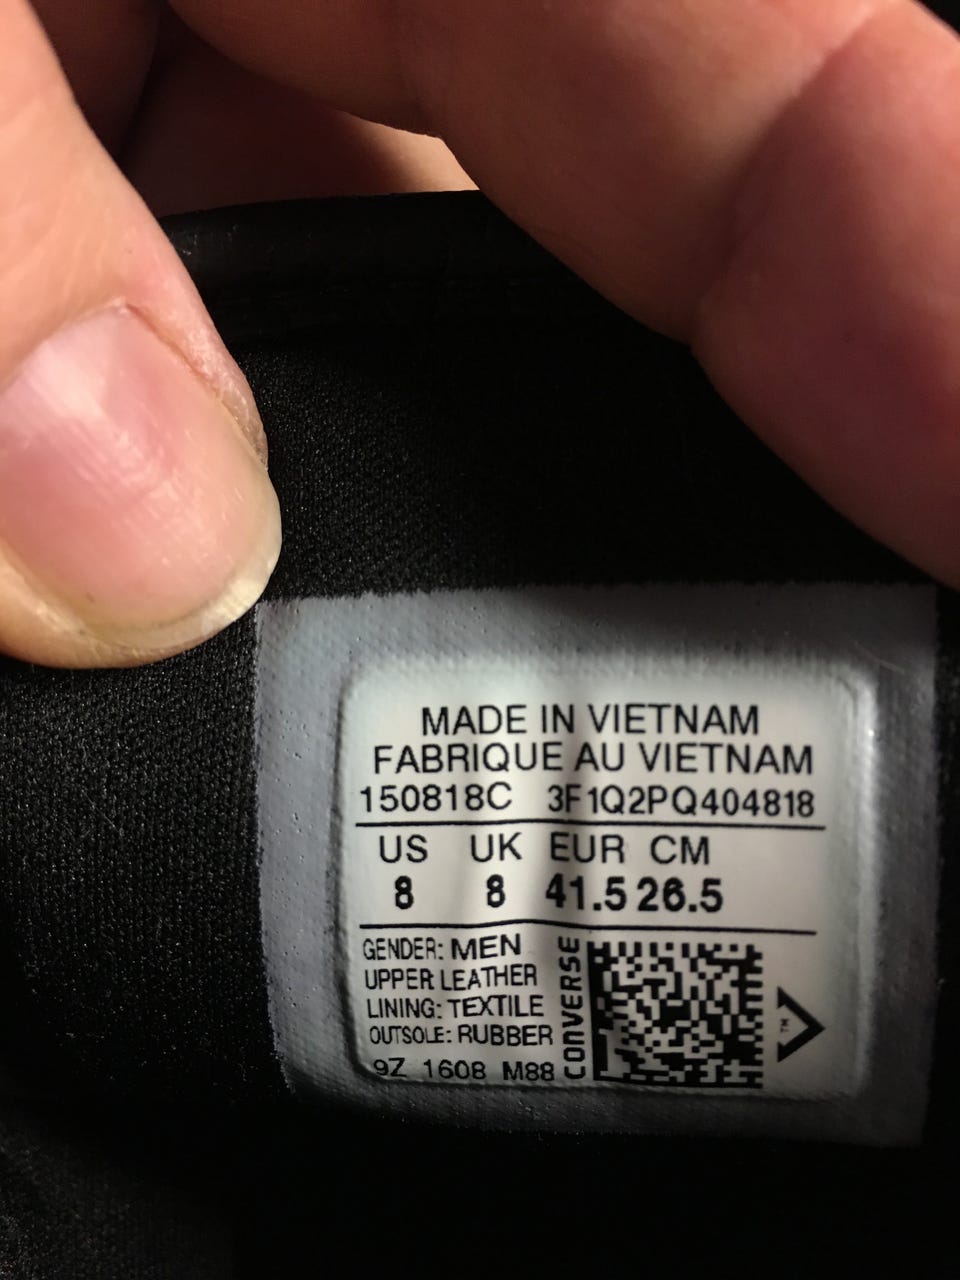 MADE IN VIETNAM
FABRIQUE AU VIETNAM
150818C 3F1Q2PQ404818
US UK EUR CM
8 8 41.5 26.5
GENDER: MEN
UPPER LEATHER
LINING: TEXTILE
OUTSOLE: RUBBER
9Z 1608 M88
CONVERSE
TM